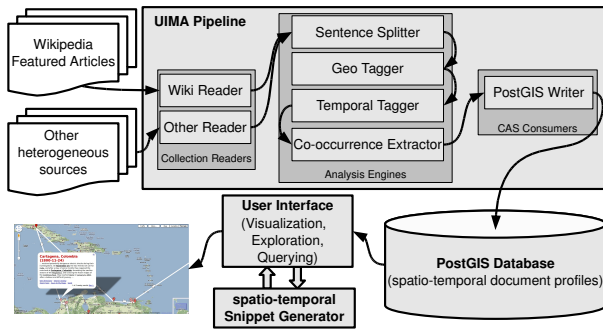 UIMA Pipeline
Wikipedia
Featured Articles
Other
heterogeneous
sources
Wiki Reader
Other Reader
Collection Readers
Sentence Splitter
Geo Tagger
Temporal Tagger
Co-occurrence Extractor
Analysis Engines
PostGIS Writer
CAS Consumers
User Interface
(Visualization,
Exploration,
Querying)
spatio-temporal
Snippet Generator
PostGIS Database
(spatio-temporal document profiles)
Cartagena, Colombia